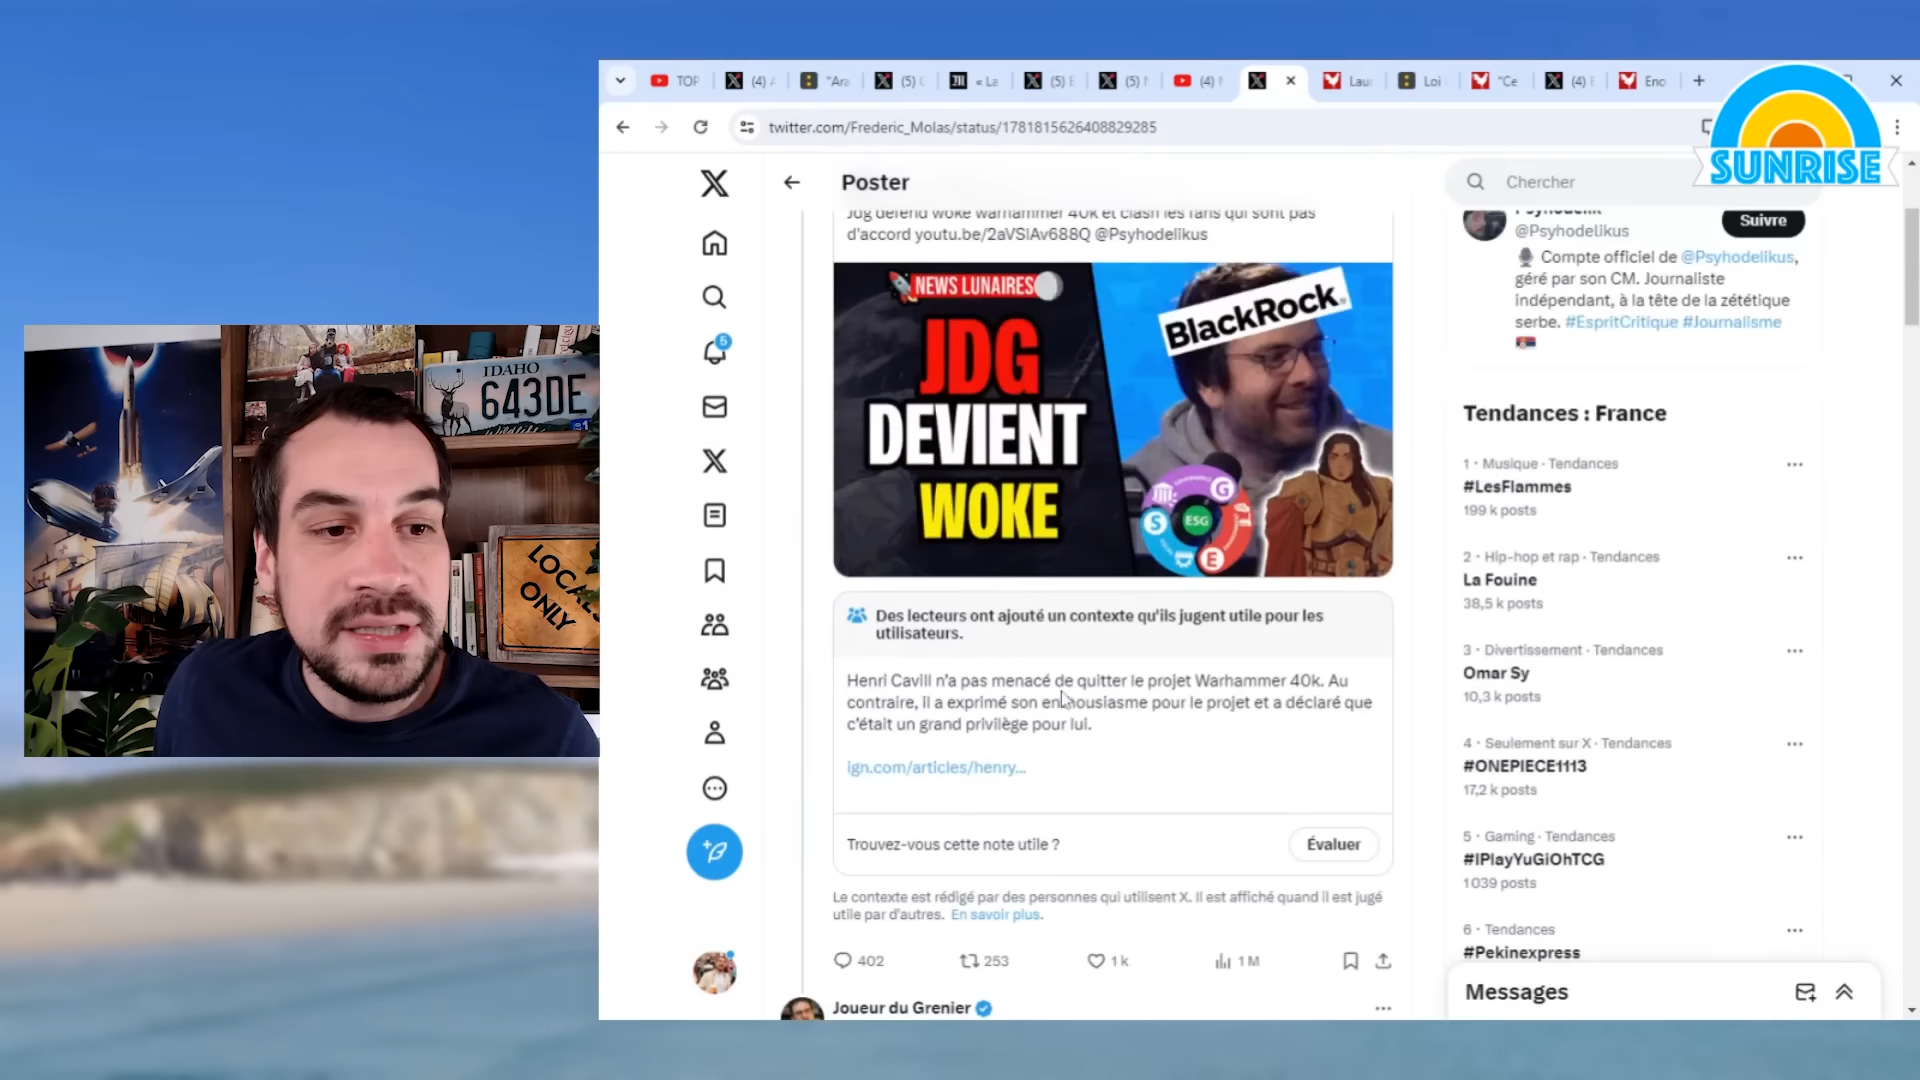 TOP
(4)
(5)
« La
(5)
(5)
(4)
Lau
Loi
"Ce
(4)
Eno
twitter.com/Frederic_Molas/status/1781815626408829285
SUNRISE
Poster
Chercher
Jdg défend woke warhammer 40k et clash les fans qui sont pas
d'accord youtu.be/2aVSlAv688Q @Psyhodelikus
NEWS LUNAIRES
JDG
DEVIENT
WOKE
BlackRock
G
S
ESG
E
IDAHO
643DE
LOCALS
ONLY
5
Des lecteurs ont ajouté un contexte qu'ils jugent utile pour les
utilisateurs.
Henri Cavill n'a pas menacé de quitter le projet Warhammer 40k. Au
contraire, il a exprimé son enthousiasme pour le projet et a déclaré que
c'était un grand privilège pour lui.
ign.com/articles/henry...
Trouvez-vous cette note utile ?
Évaluer
Le contexte est rédigé par des personnes qui utilisent X. Il est affiché quand il est jugé
utile par d'autres. En savoir plus.
402
253
1 k
1 M
Joueur du Grenier
Psyhodelik
@Psyhodelikus
Suivre
Compte officiel de @Psyhodelikus,
géré par son CM. Journaliste
indépendant, à la tête de la zététique
serbe. #EspritCritique #Journalisme
Tendances : France
1 · Musique · Tendances
#LesFlammes
199 k posts
2 · Hip-hop et rap · Tendances
La Fouine
38,5 k posts
3 · Divertissement · Tendances
Omar Sy
10,3 k posts
4 · Seulement sur X · Tendances
#ONEPIECE1113
17,2 k posts
5 · Gaming · Tendances
#IPlayYuGiOhTCG
1 039 posts
6 · Tendances
#Pekinexpress
Messages